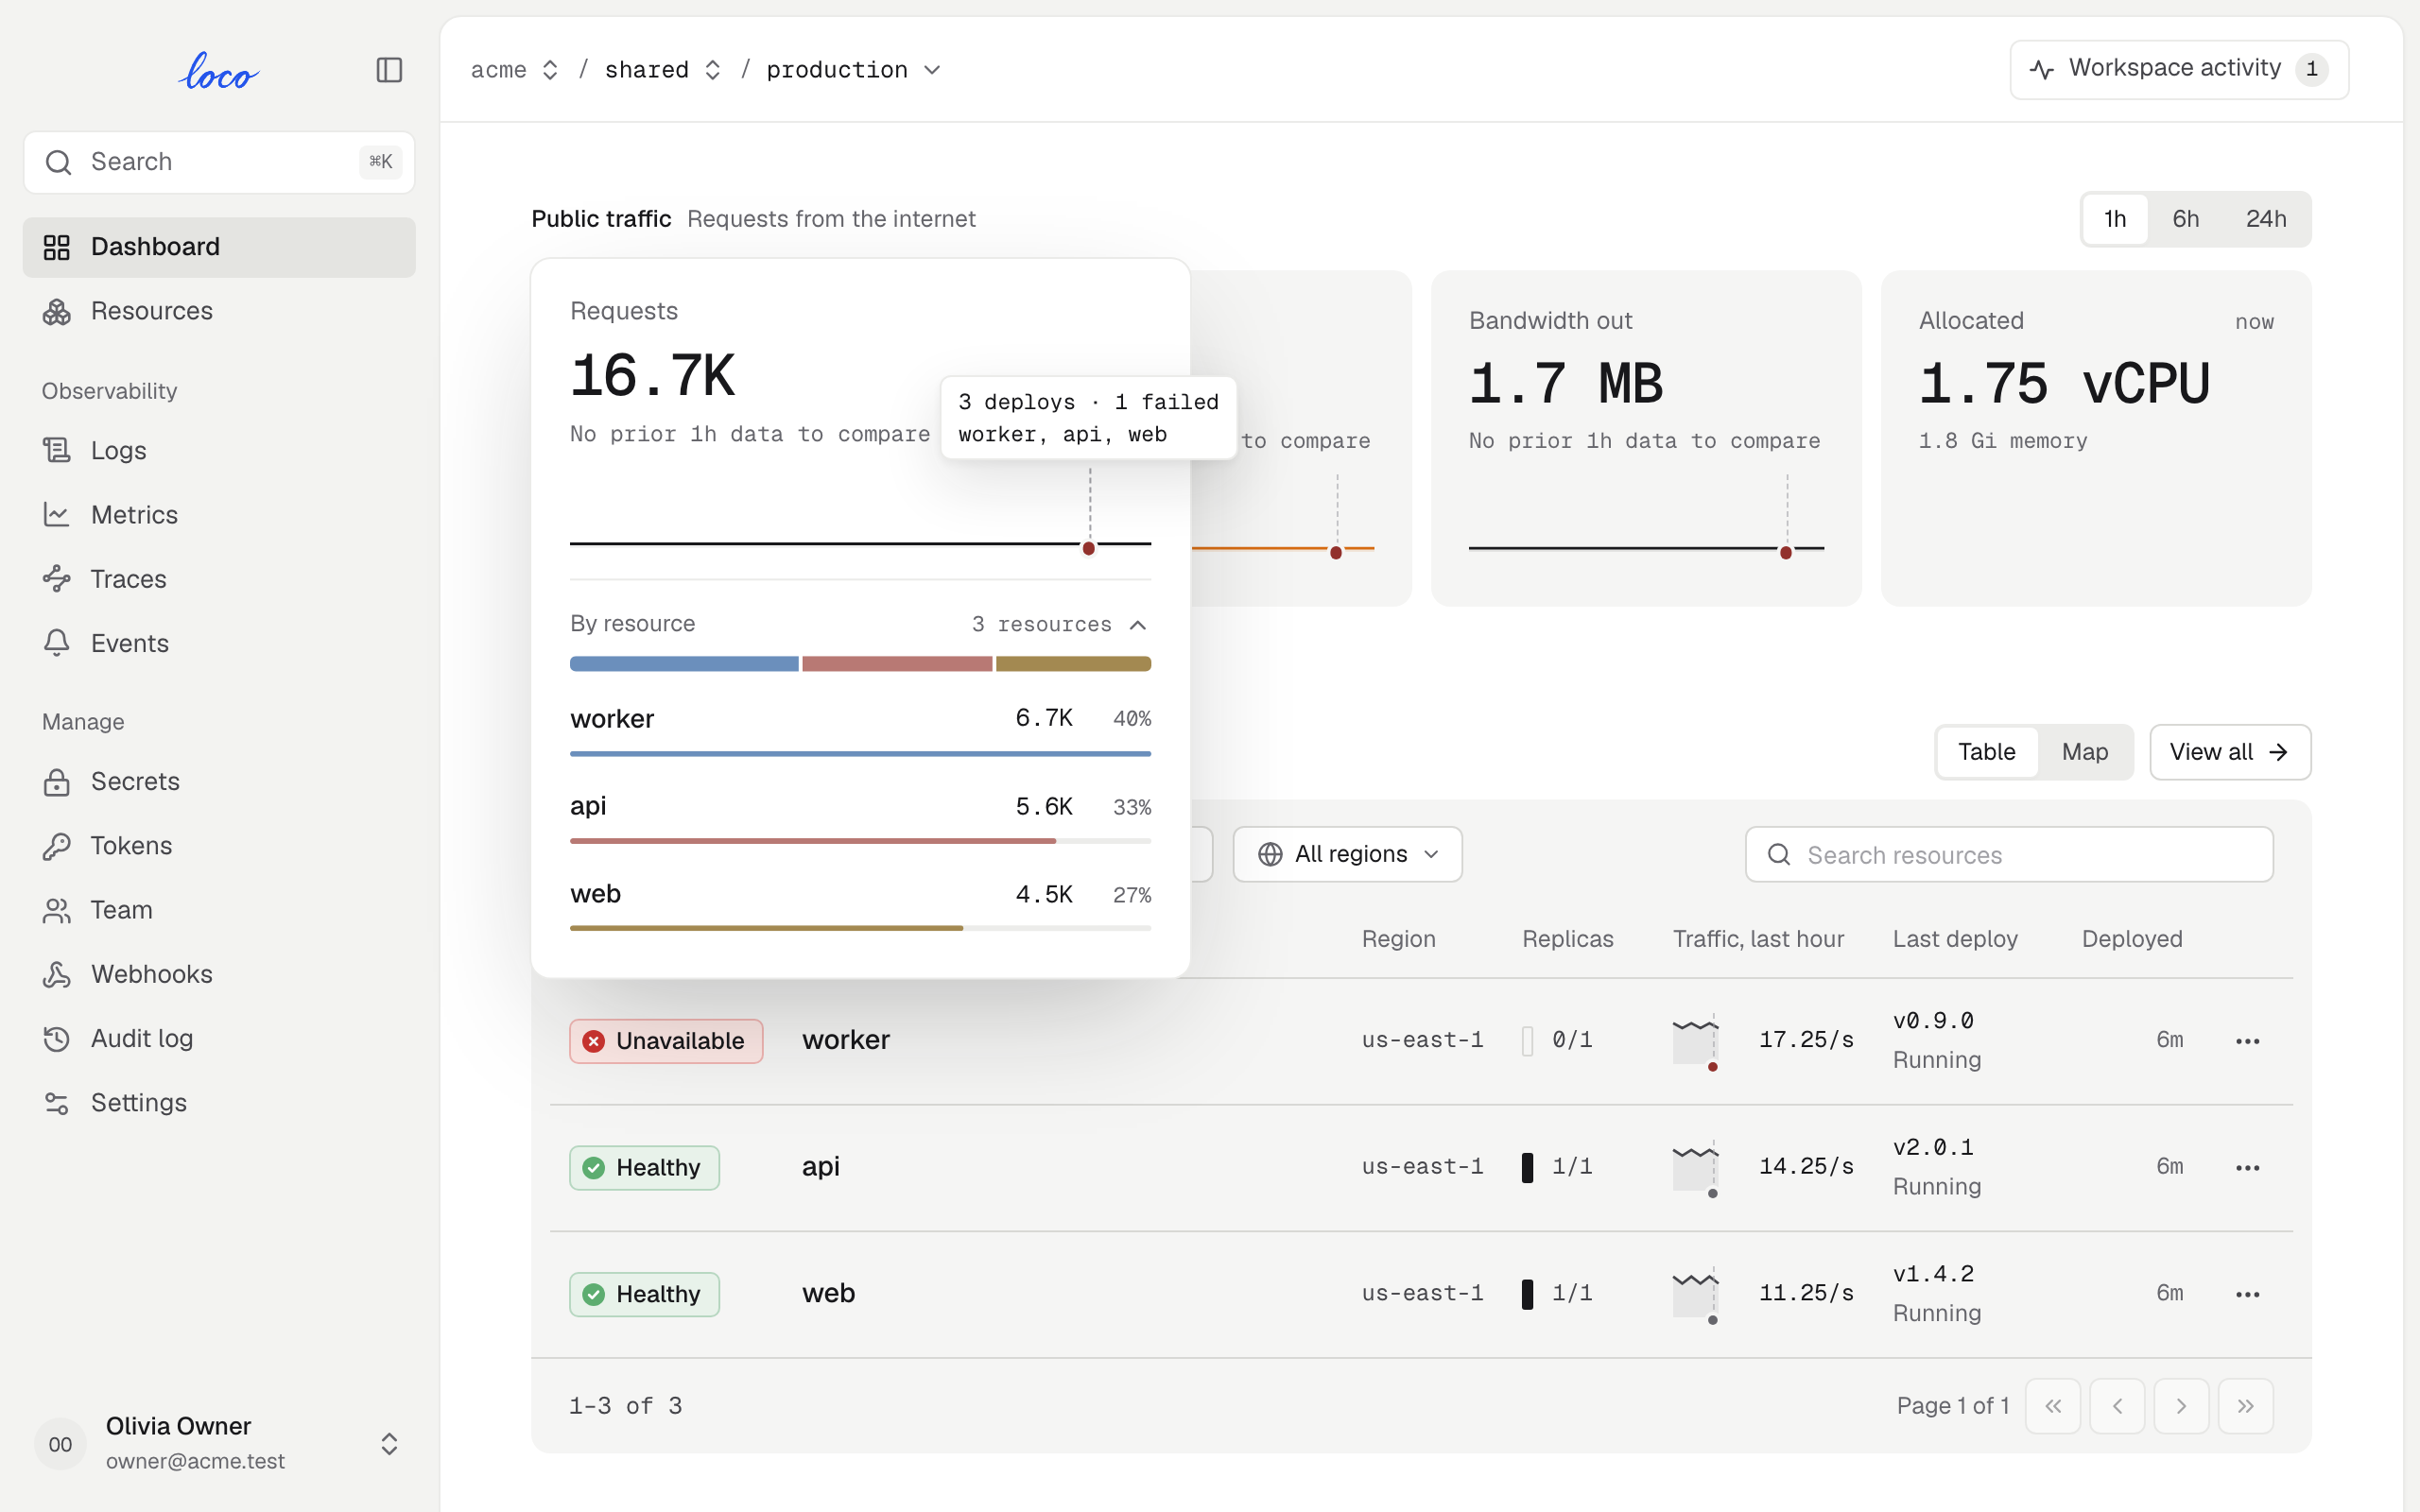 loco
Search ⌘K
Dashboard
Resources
Observability
Logs
Metrics
Traces
Events
Manage
Secrets
Tokens
Team
Webhooks
Audit log
Settings
OO Olivia Owner
owner@acme.test
acme / shared / production
Workspace activity 1
Public traffic Requests from the internet
1h 6h 24h
Requests
16.7K
No prior 1h data to compare
3 deploys · 1 failed
worker, api, web
By resource 3 resources
worker 6.7K 40%
api 5.6K 33%
web 4.5K 27%
to compare
Bandwidth out
1.7 MB
No prior 1h data to compare
Allocated now
1.75 vCPU
1.8 Gi memory
Table Map View all
All regions Search resources
Region Replicas Traffic, last hour Last deploy Deployed
Unavailable worker us-east-1 0/1 17.25/s v0.9.0 6m
Running
Healthy api us-east-1 1/1 14.25/s v2.0.1 6m
Running
Healthy web us-east-1 1/1 11.25/s v1.4.2 6m
Running
1–3 of 3 Page 1 of 1